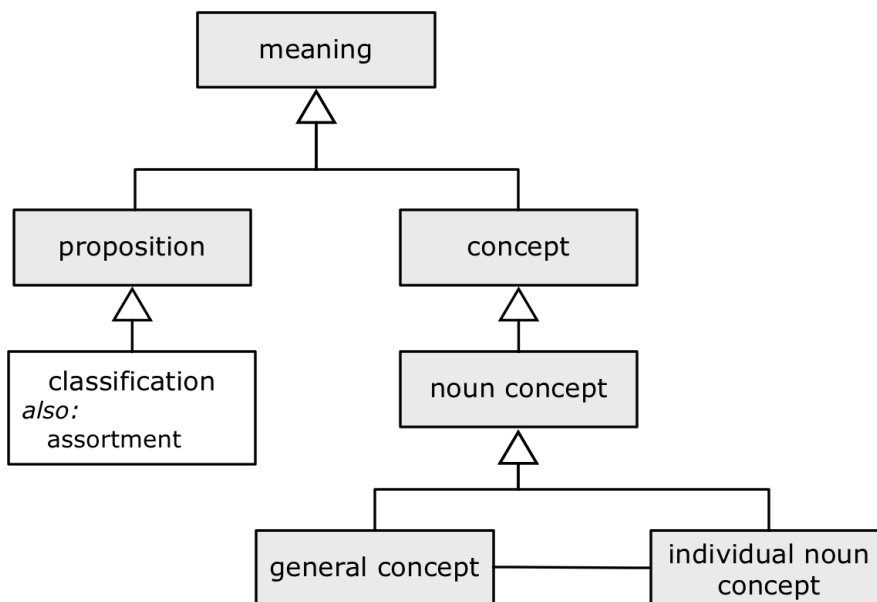 meaning
proposition
concept
classification
also:
assortment
noun concept
general concept
individual noun
concept